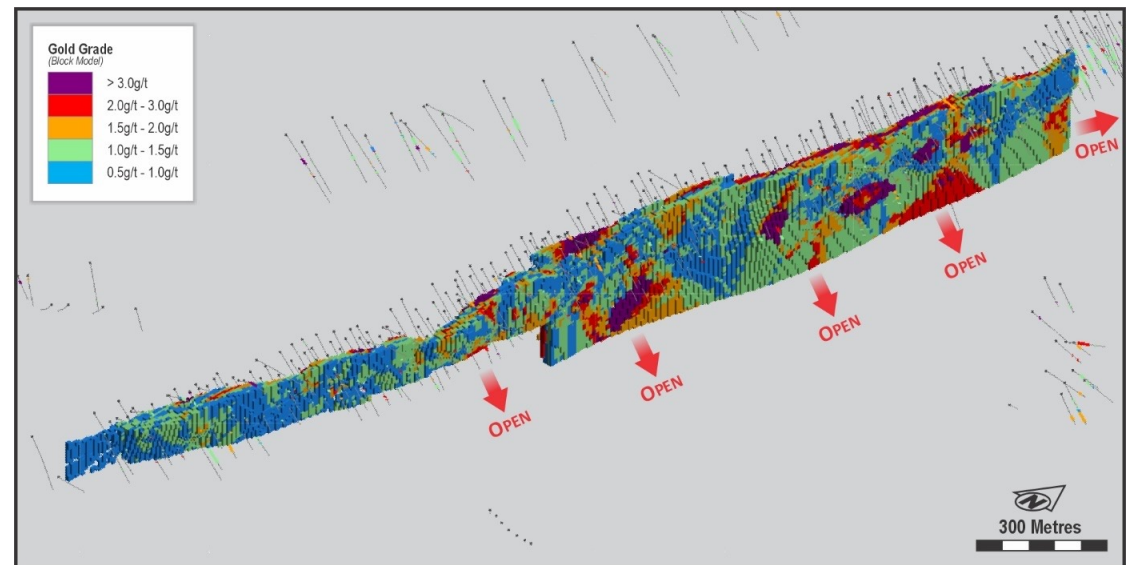 Gold Grade
(Block Model)
> 3.0g/t
2.0g/t - 3.0g/t
1.5g/t - 2.0g/t
1.0g/t - 1.5g/t
0.5g/t - 1.0g/t
OPEN
OPEN
OPEN
OPEN
OPEN
N
300 Metres